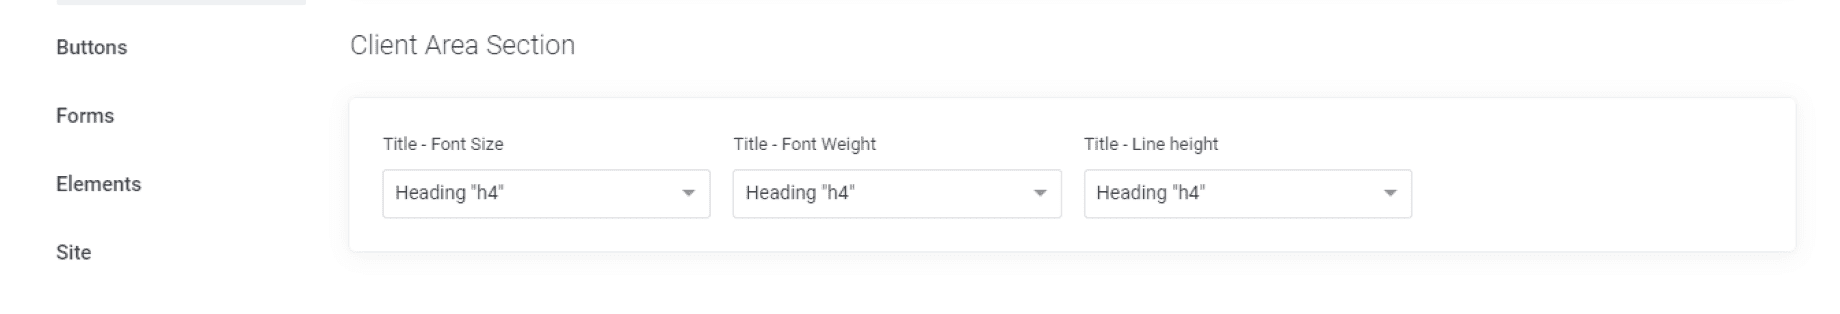 Buttons
Forms
Elements
Site
Client Area Section
Title - Font Size
Title - Font Weight
Title - Line height
Heading "h4"
Heading "h4"
Heading "h4"